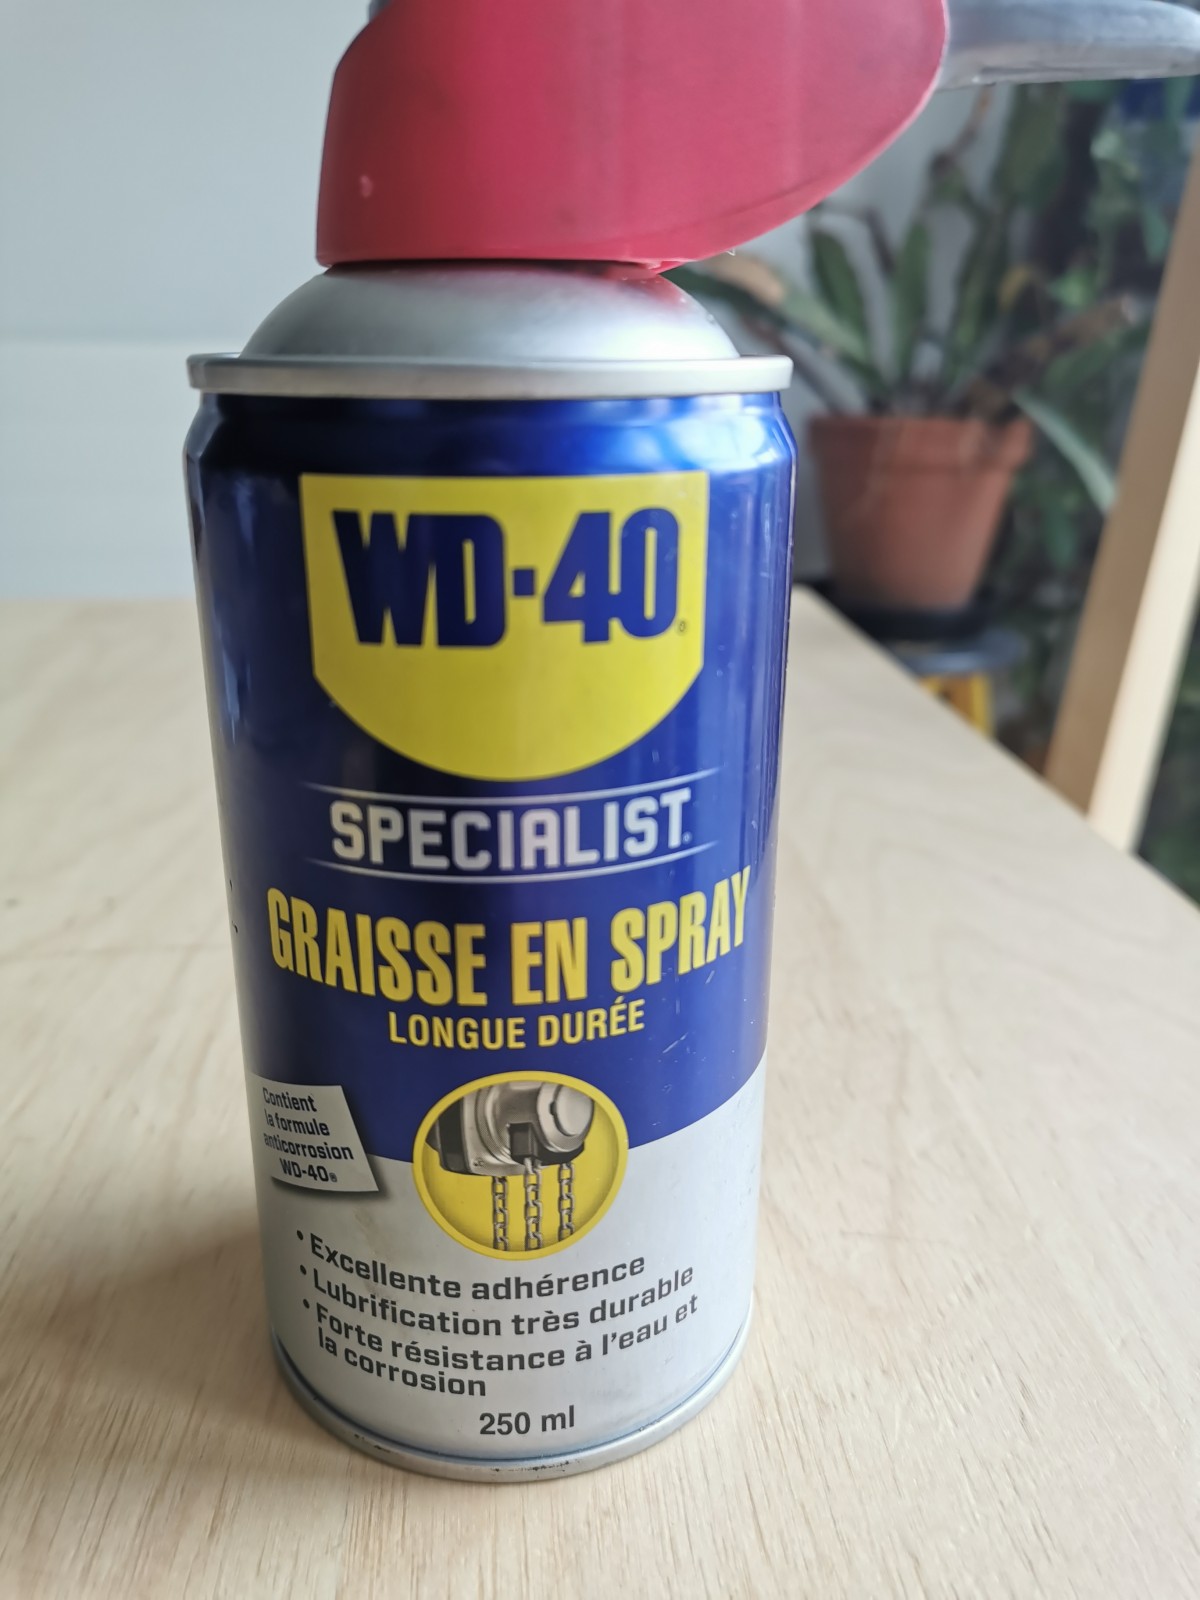 WD-40®
SPECIALIST®
GRAISSE EN SPRAY
LONGUE DURÉE
Contient
la formule
anticorrosion
WD-40®
• Excellente adhérence
• Lubrification très durable
• Forte résistance à l'eau et
la corrosion
250 ml